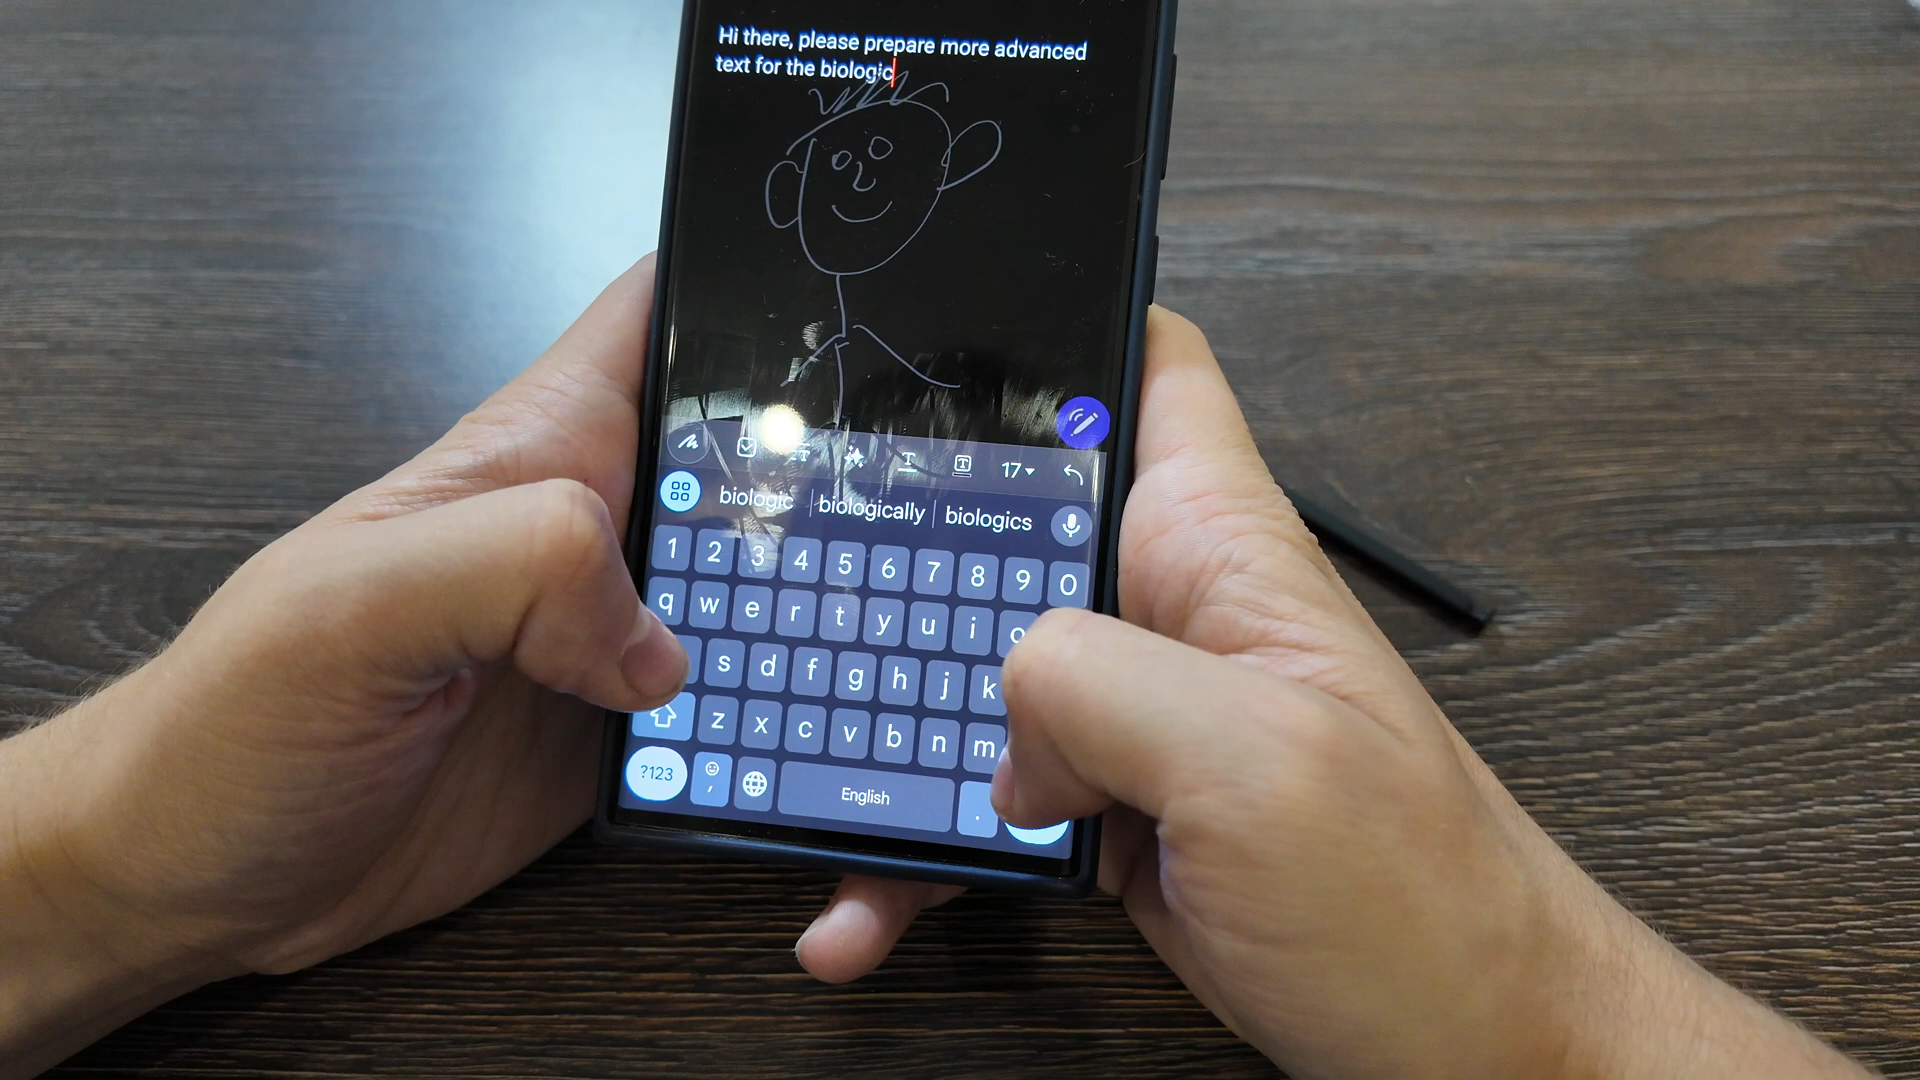 Hi there, please prepare more advanced
text for the biologic
17
biologic biologically biologics
1 2 3 4 5 6 7 8 9 0
q w e r t y u i o
s d f g h j k
z x c v b n m
?123 , English .